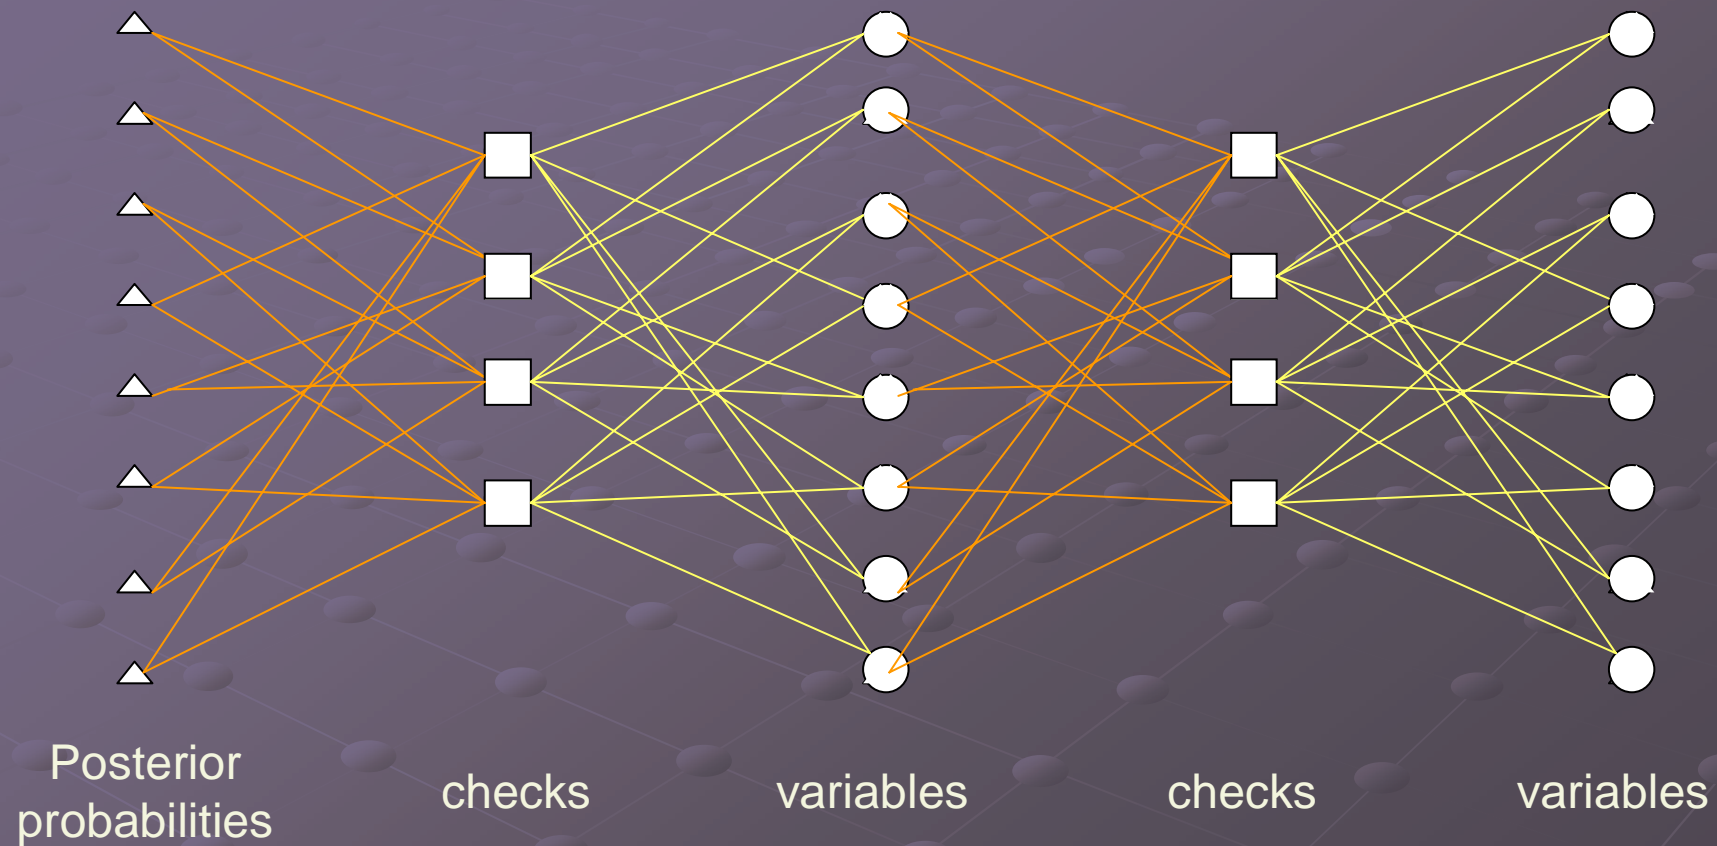 Posterior
probabilities
checks
variables
checks
variables